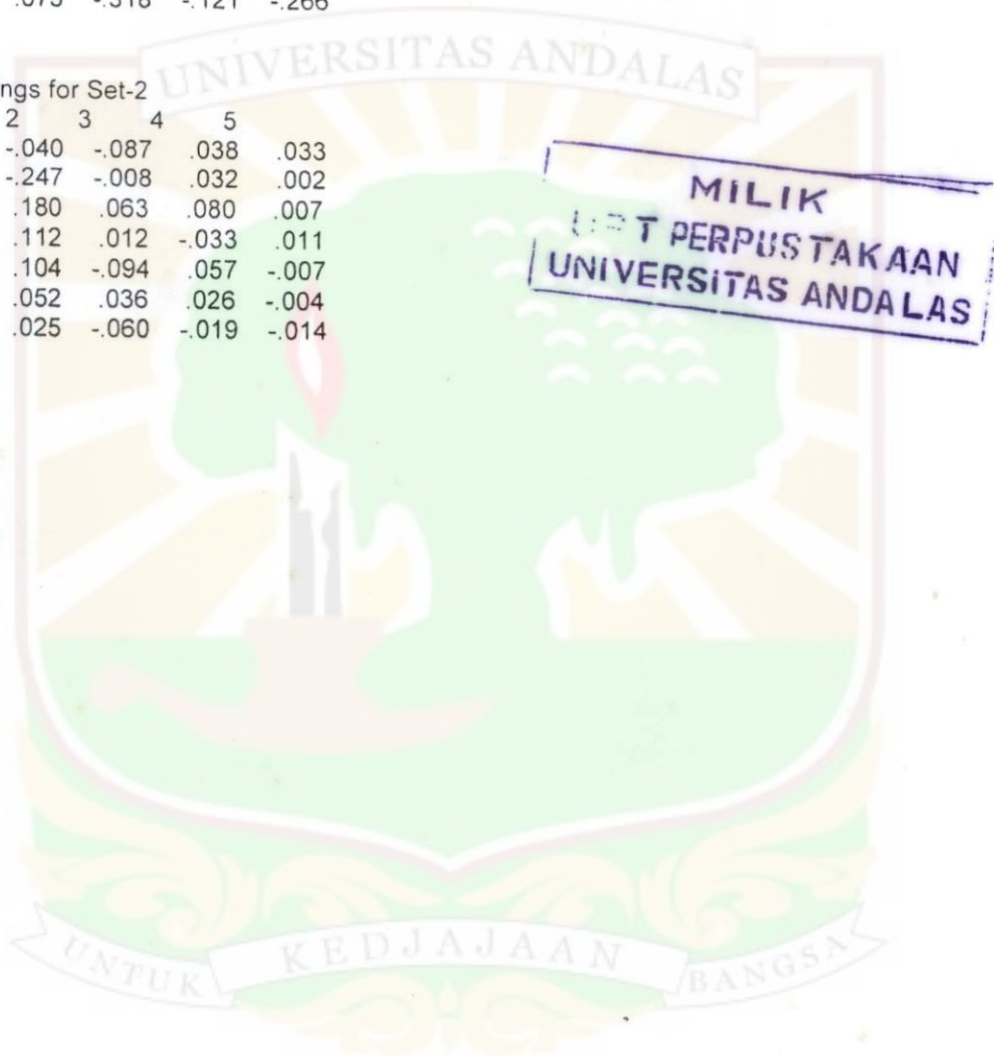 -.318 -.121 -.266
UNIVERSITAS ANDALAS
ngs for Set-2
2 3 4 5
-.040 -.087 .038 .033
-.247 -.008 .032 .002
.180 .063 .080 .007
.112 .012 -.033 .011
.104 -.094 .057 -.007
.052 .036 .026 -.004
.025 -.060 -.019 -.014
MILIK
T PERPUSTAKAAN
UNIVERSITAS ANDALAS
UNTUK KEDJAJAAN BANGSA